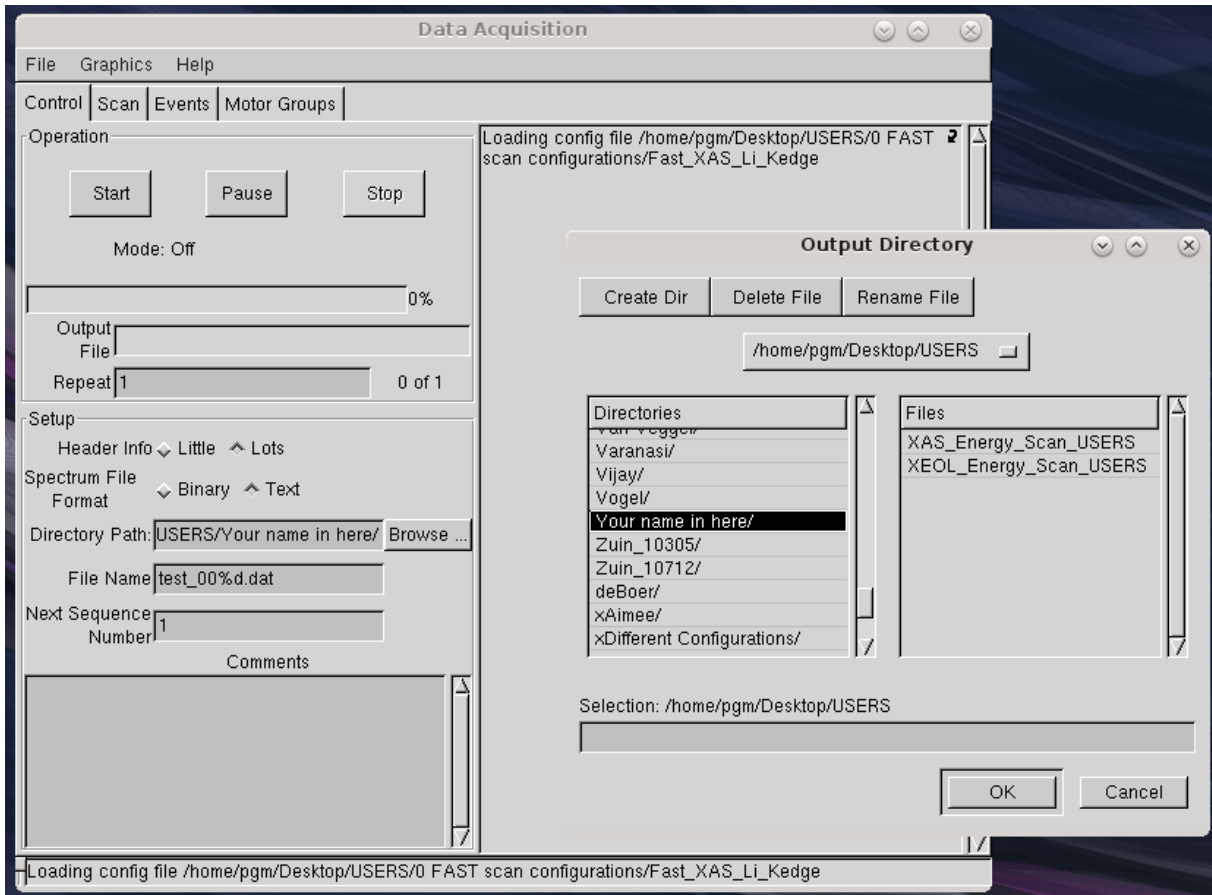 Data Acquisition
File Graphics Help
Control Scan Events Motor Groups
Operation
Start Pause Stop
Mode: Off
0%
Output
File
Repeat 1 0 of 1
Setup
Header Info Little Lots
Spectrum File
Format
Binary Text
Directory Path: USERS/Your name in here/ Browse ...
File Name test_00%d.dat
Next Sequence
Number 1
Comments
Loading config file /home/pgm/Desktop/USERS/0 FAST
scan configurations/Fast_XAS_Li_Kedge
Output Directory
Create Dir Delete File Rename File
/home/pgm/Desktop/USERS
Directories
Varanasi/
Vijay/
Vogel/
Your name in here/
Zuin_10305/
Zuin_10712/
deBoer/
xAimee/
xDifferent Configurations/
Files
XAS_Energy_Scan_USERS
XEOL_Energy_Scan_USERS
Selection: /home/pgm/Desktop/USERS
OK Cancel
Loading config file /home/pgm/Desktop/USERS/0 FAST scan configurations/Fast_XAS_Li_Kedge